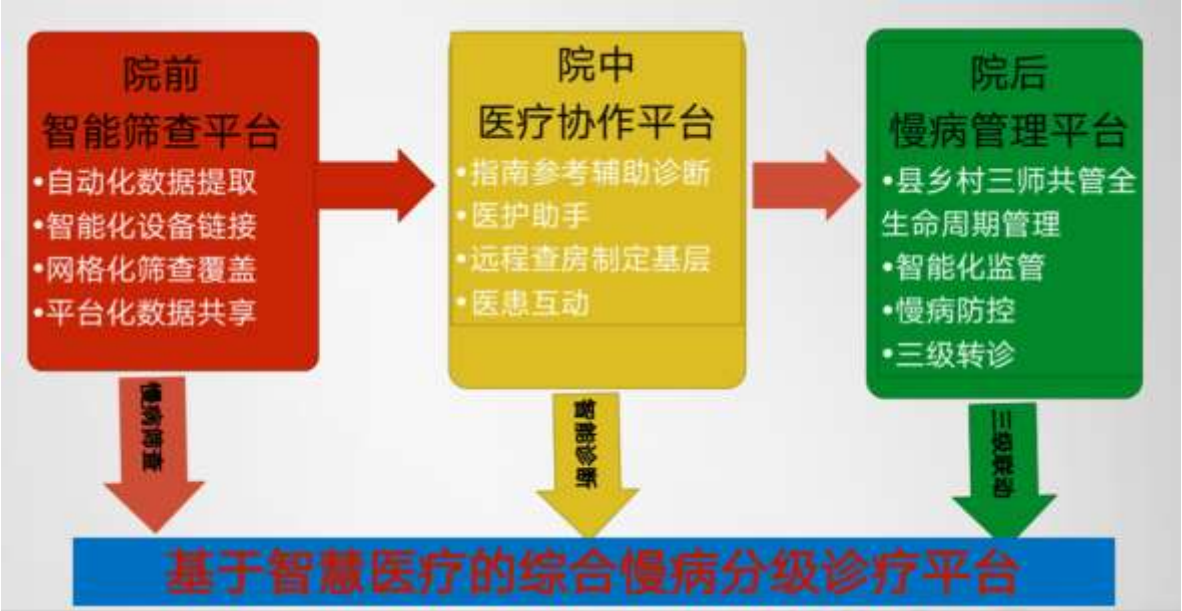 院前
智能筛查平台
•自动化数据提取
•智能化设备链接
•网格化筛查覆盖
•平台化数据共享
院中
医疗协作平台
•指南参考辅助诊断
•医护助手
•远程查房制定基层
•医患互动
院后
慢病管理平台
•县乡村三师共管全
生命周期管理
•智能化监管
•慢病防控
•三级转诊
慢病筛查
智能诊断
三级联动
基于智慧医疗的综合慢病分级诊疗平台